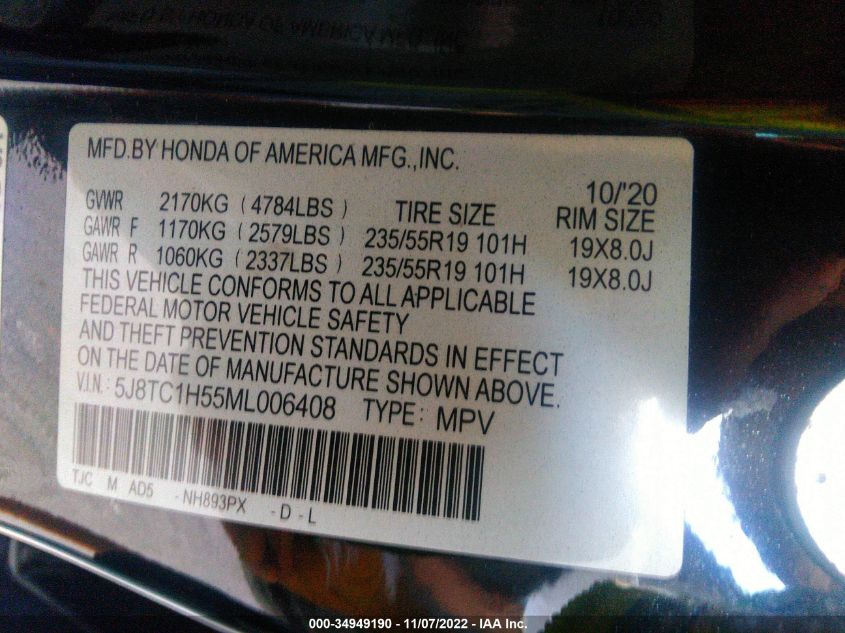 MFD.BY HONDA OF AMERICA MFG.,INC.
10/'20
GVWR 2170KG ( 4784LBS ) TIRE SIZE RIM SIZE
GAWR F 1170KG ( 2579LBS ) 235/55R19 101H 19X8.0J
GAWR R 1060KG ( 2337LBS ) 235/55R19 101H 19X8.0J
THIS VEHICLE CONFORMS TO ALL APPLICABLE
FEDERAL MOTOR VEHICLE SAFETY
AND THEFT PREVENTION STANDARDS IN EFFECT
ON THE DATE OF MANUFACTURE SHOWN ABOVE.
V.I.N.: 5J8TC1H55ML006408 TYPE: MPV
TJC M AD5 -NH893PX -D-L
000-34949190 - 11/07/2022 - IAA Inc.